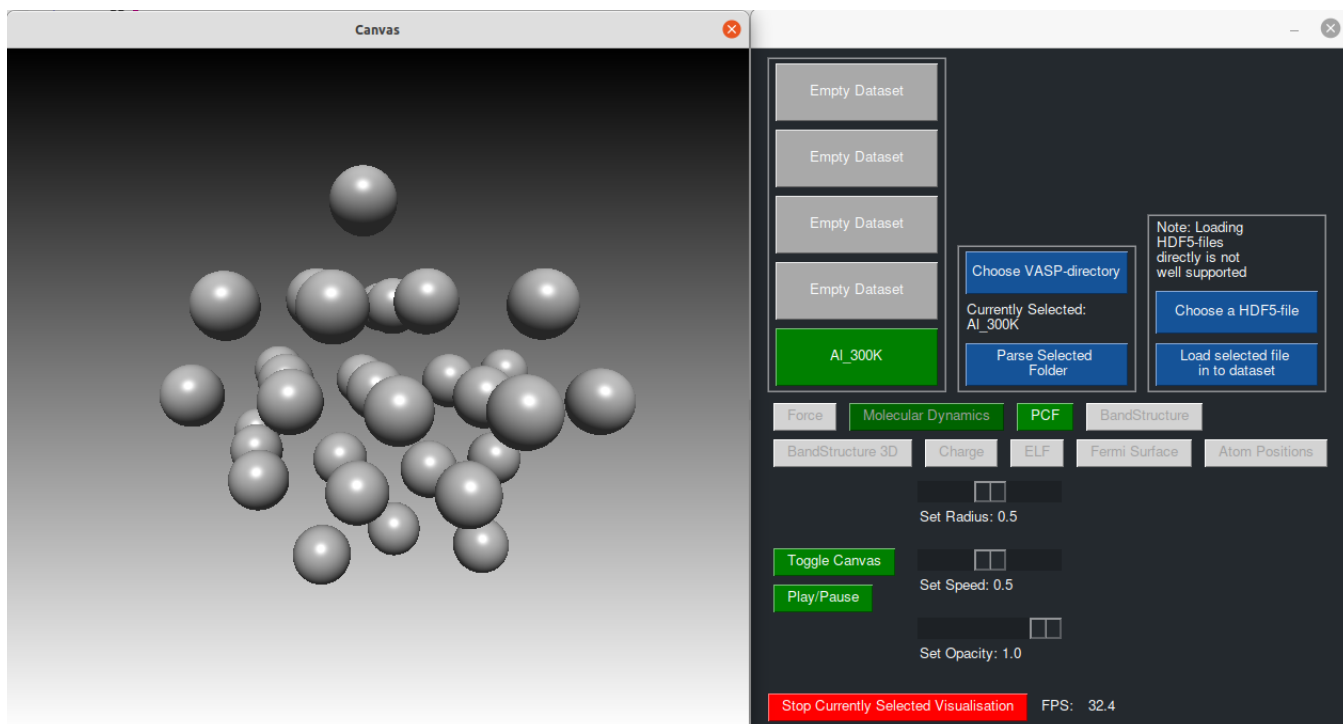 Canvas
Empty Dataset
Empty Dataset
Empty Dataset
Empty Dataset
Al_300K
Choose VASP-directory
Currently Selected:
Al_300K
Parse Selected
Folder
Note: Loading
HDF5-files
directly is not
well supported
Choose a HDF5-file
Load selected file
in to dataset
Force
Molecular Dynamics
PCF
BandStructure
BandStructure 3D
Charge
ELF
Fermi Surface
Atom Positions
Set Radius: 0.5
Toggle Canvas
Set Speed: 0.5
Play/Pause
Set Opacity: 1.0
Stop Currently Selected Visualisation
FPS: 32.4